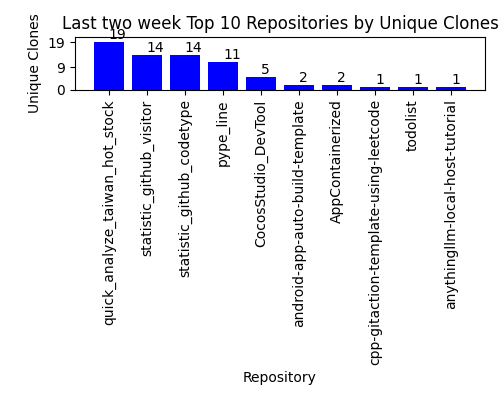 Last two week Top 10 Repositories by Unique Clones
Unique Clones
19
9
0
19
14
14
11
5
2
2
1
1
1
quick_analyze_taiwan_hot_stock
statistic_github_visitor
statistic_github_codetype
pype_line
CocosStudio_DevTool
android-app-auto-build-template
AppContainerized
cpp-gitaction-template-using-leetcode
todolist
anythingllm-local-host-tutorial
Repository